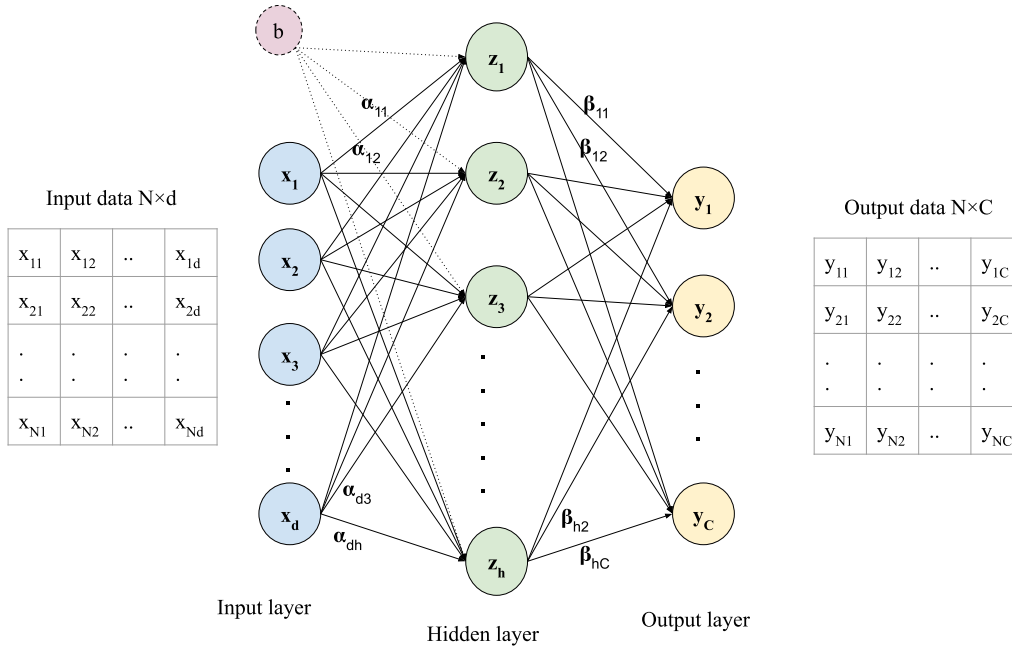 b
z1
α11
β11
α12
β12
x1
z2
y1
Input data N×d
Output data N×C
x11 x12 .. x1d
x21 x22 .. x2d
. . . .
. . . .
xN1 xN2 .. xNd
x2
z3
y2
y11 y12 .. y1C
y21 y22 .. y2C
. . . .
. . . .
yN1 yN2 .. yNC
x3
αd3
xd
αdh
βh2
βhC
yC
zh
Input layer
Hidden layer
Output layer